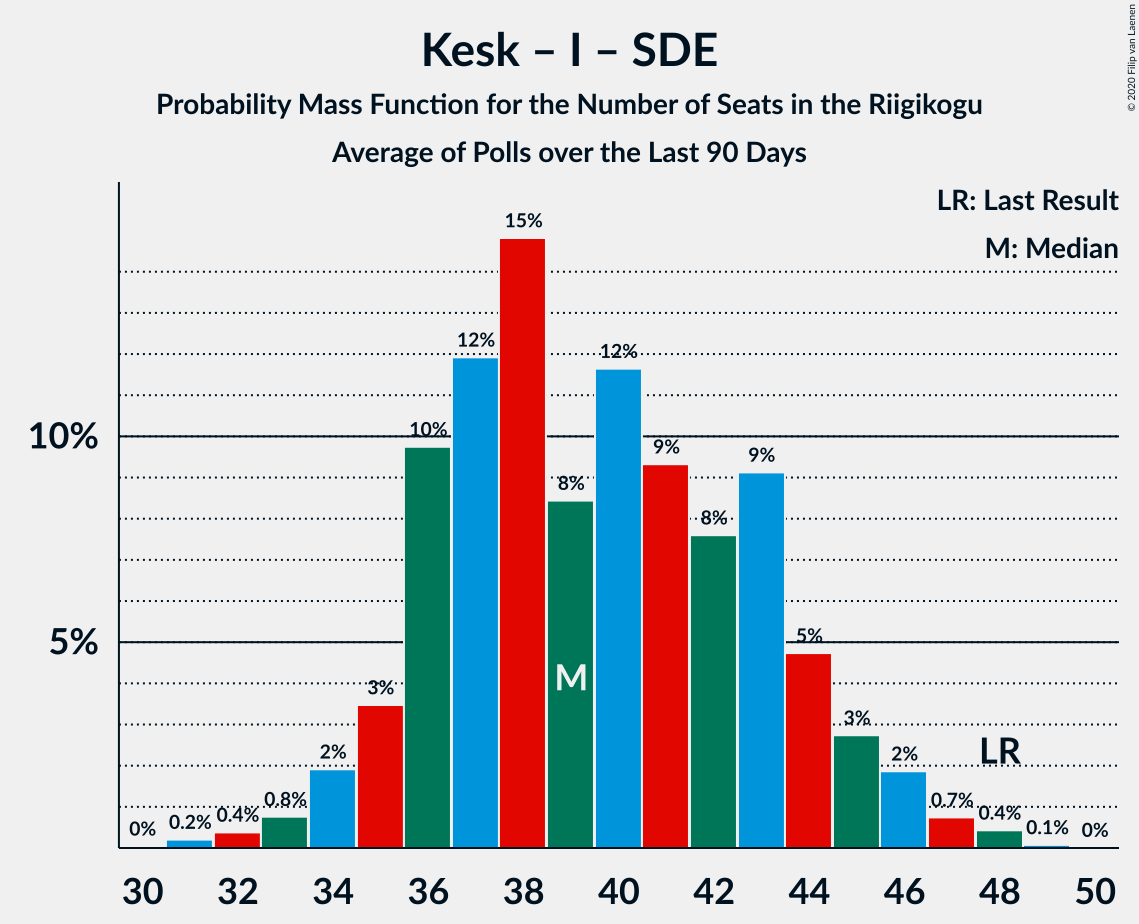 Kesk – I – SDE
Probability Mass Function for the Number of Seats in the Riigikogu
Average of Polls over the Last 90 Days
© 2020 Filip van Laenen
LR: Last Result
M: Median
15%
12%
12%
10%
10%
9%
9%
8%
8%
5%
5%
M
3%
3%
LR
2%
2%
0.8%
0.7%
0.4%
0.4%
0.2%
0.1%
0%
0%
30 32 34 36 38 40 42 44 46 48 50